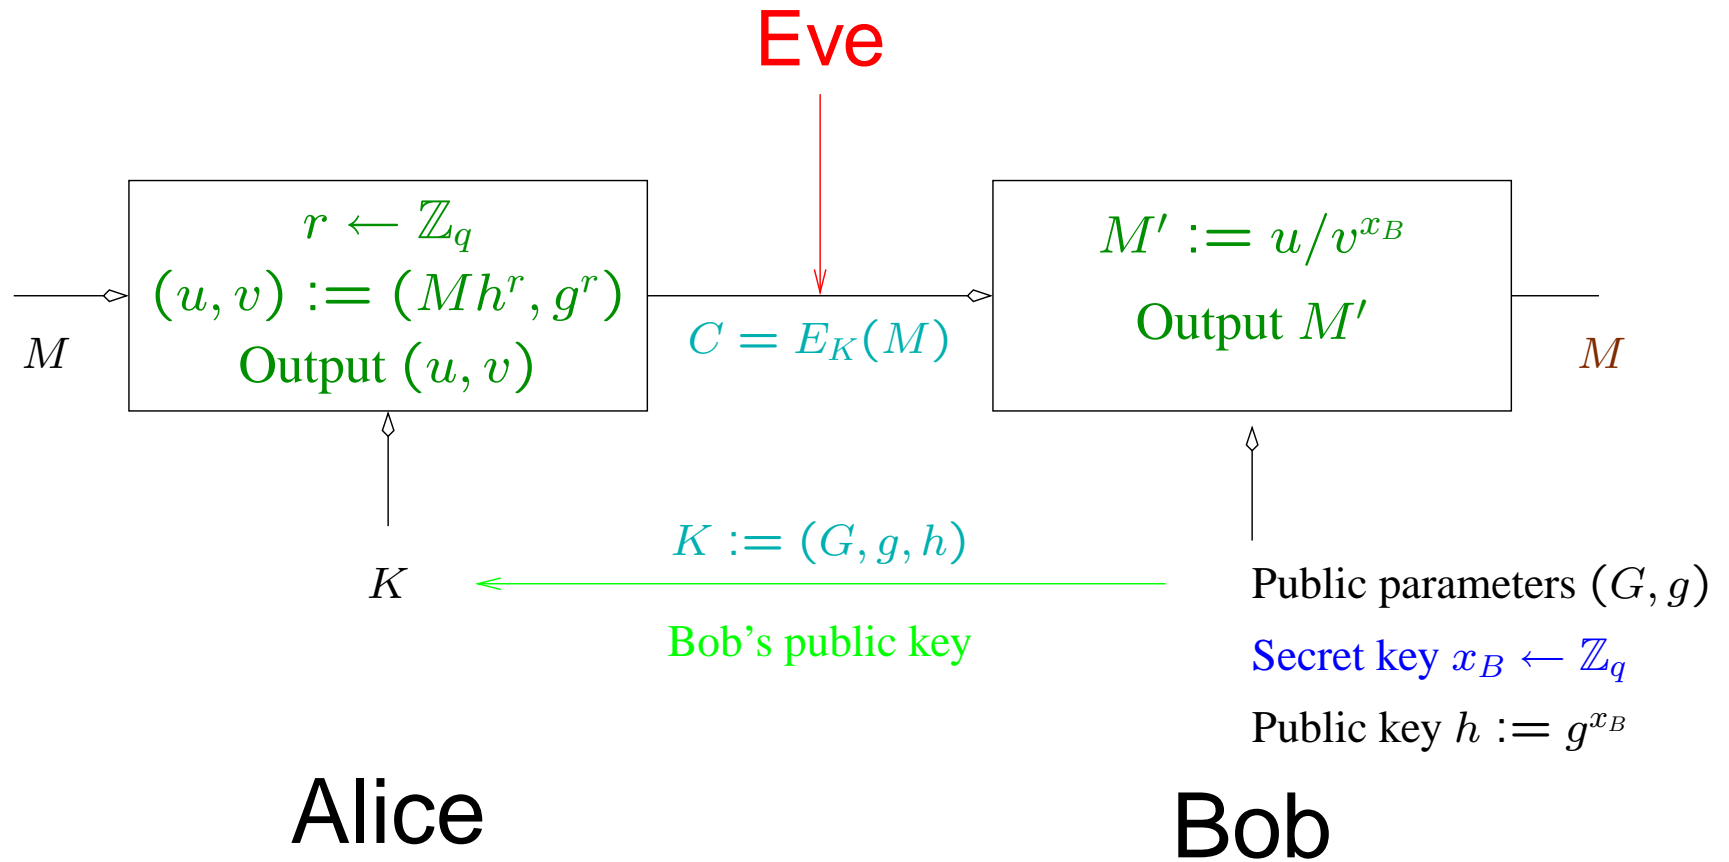 Eve
r ← ℤ_q
(u, v) := (Mh^r, g^r)
Output (u, v)
M
C = E_K(M)
M′ := u/v^{x_B}
Output M′
M
K := (G, g, h)
K
Bob's public key
Public parameters (G, g)
Secret key x_B ← ℤ_q
Public key h := g^{x_B}
Alice
Bob